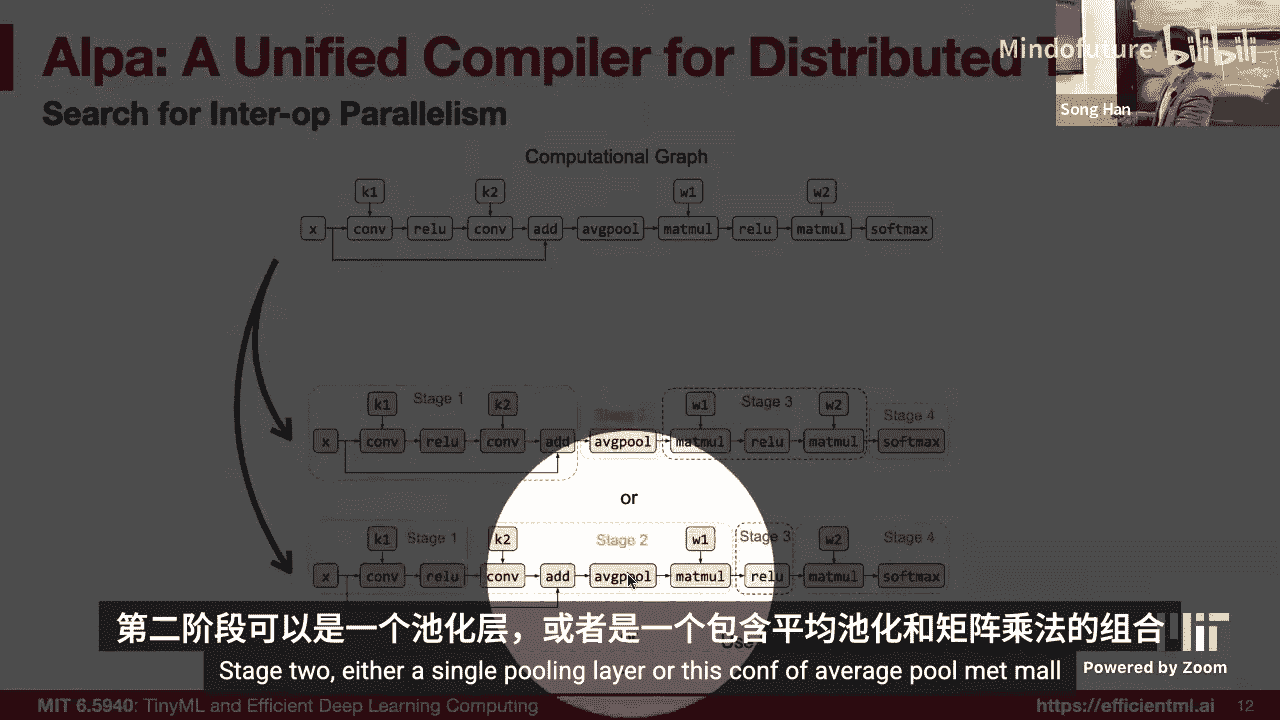 Alpa: A Unified Compiler for Distributed
Mindofuture bilibili
Song Han
Search for Inter-op Parallelism
Computational Graph
k1 k2 w1 w2
x conv relu conv add avgpool matmul relu matmul softmax
k1 Stage 1 k2 w1 Stage 3 w2 Stage 4
x conv relu conv add avgpool matmul relu matmul softmax
or
k1 Stage 1 k2 Stage 2 w1 Stage 3 w2 Stage 4
x conv relu conv add avgpool matmul relu matmul softmax
第二阶段可以是一个池化层，或者是一个包含平均池化和矩阵乘法的组合
Stage two, either a single pooling layer or this conf of average pool met mall
Powered by Zoom
MIT 6.5940: TinyML and Efficient Deep Learning Computing
https://efficientml.ai
12